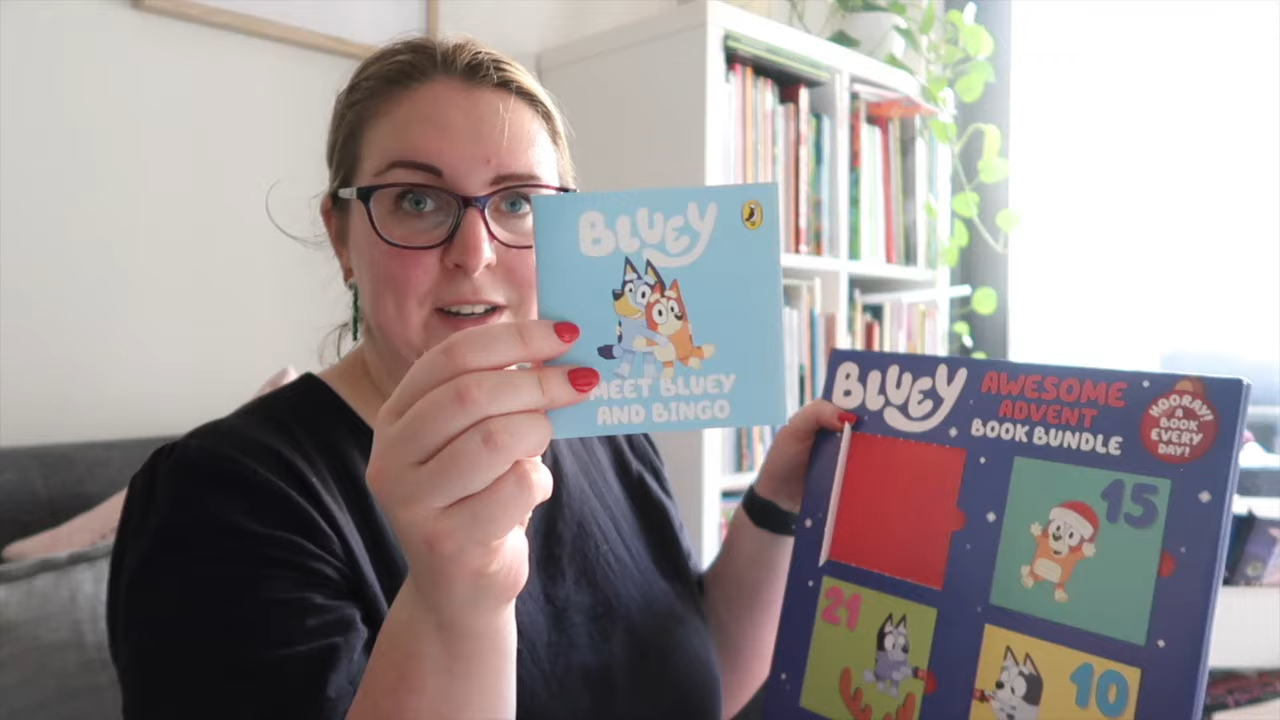 BLUEY
MEET BLUEY
AND BINGO
BLUEY
AWESOME
ADVENT
BOOK BUNDLE
HOORAY!
A
BOOK
EVERY
DAY!
15
21
10